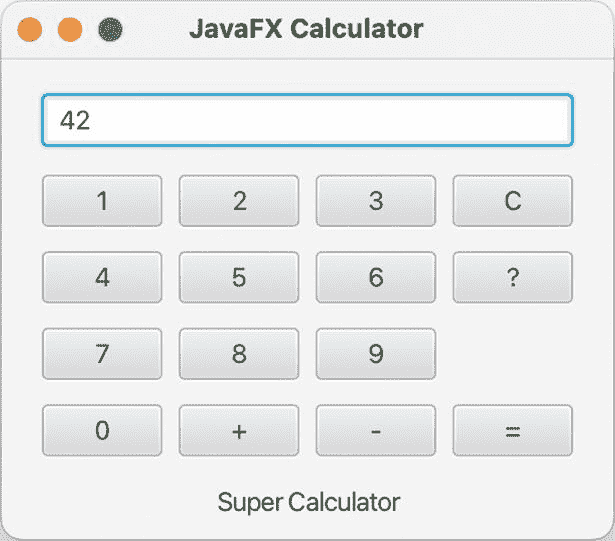 JavaFX Calculator
42
1 2 3 C
4 5 6 ?
7 8 9
0 + - =
Super Calculator